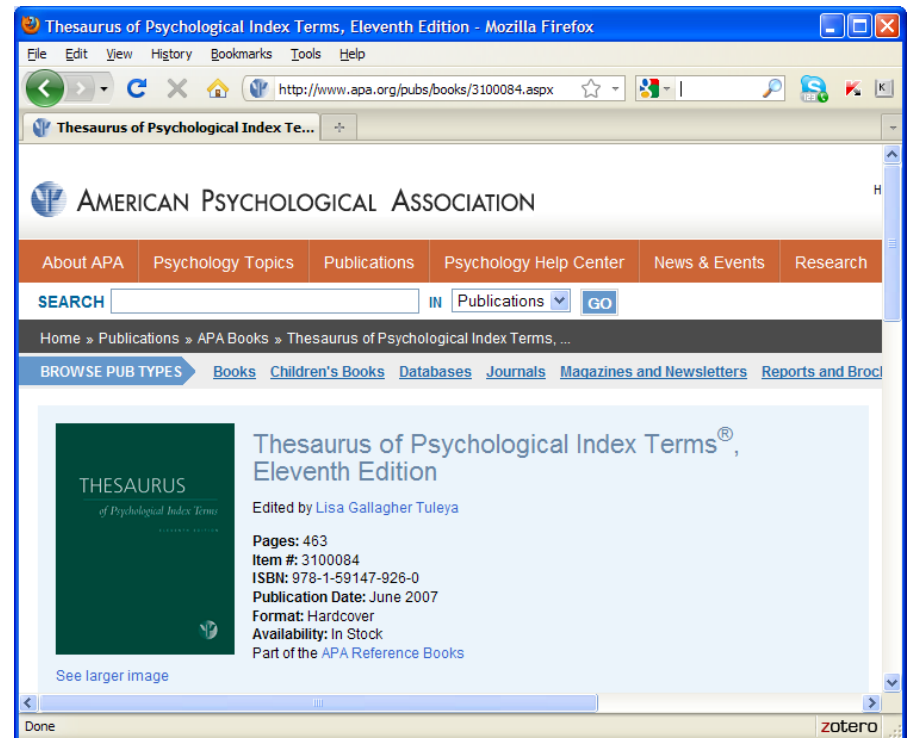 Thesaurus of Psychological Index Terms, Eleventh Edition - Mozilla Firefox
File Edit View History Bookmarks Tools Help
http://www.apa.org/pubs/books/3100084.aspx
Thesaurus of Psychological Index Te...
AMERICAN PSYCHOLOGICAL ASSOCIATION
H
About APA Psychology Topics Publications Psychology Help Center News & Events Research
SEARCH IN Publications GO
Home » Publications » APA Books » Thesaurus of Psychological Index Terms, ...
BROWSE PUB TYPES Books Children's Books Databases Journals Magazines and Newsletters Reports and Broc
THESAURUS
of Psychological Index Terms
ELEVENTH EDITION
Thesaurus of Psychological Index Terms®,
Eleventh Edition
Edited by Lisa Gallagher Tuleya
Pages: 463
Item #: 3100084
ISBN: 978-1-59147-926-0
Publication Date: June 2007
Format: Hardcover
Availability: In Stock
Part of the APA Reference Books
See larger image
Done zotero